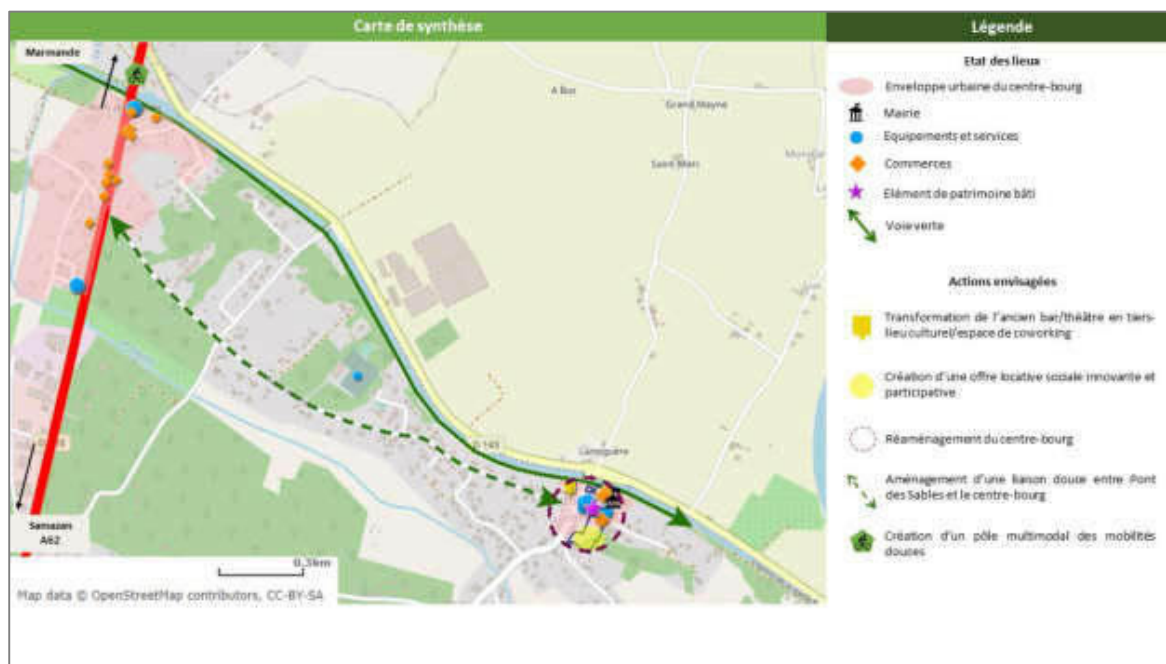 Carte de synthèse
Légende
Marmande
A Bos
Grand Mayne
Saint Marc
D 143
Samazan
A62
0.3km
Map data © OpenStreetMap contributors, CC-BY-SA
Etat des lieux
Enveloppe urbaine du centre-bourg
Mairie
Equipements et services
Commerces
Elément de patrimoine bâti
Voie verte
Actions envisagées
Transformation de l'ancien bar/théâtre en tiers-
lieu culturel/espace de coworking
Création d'une offre locative sociale innovante et
participative
Réaménagement du centre-bourg
Aménagement d'une liaison douce entre Pont
des Sables et le centre-bourg
Création d'un pôle multimodal des mobilités
douces